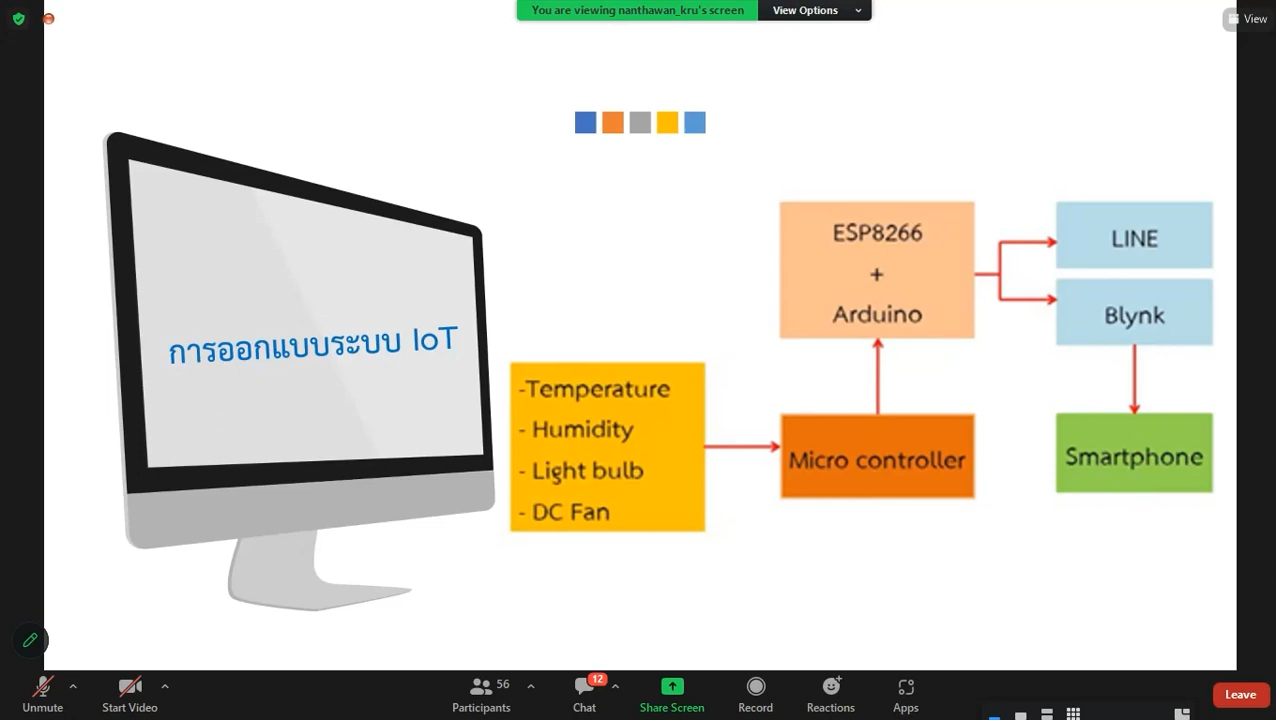 You are viewing nanthawan_kru's screen
View Options
View
การออกแบบระบบ IoT
ESP8266
+
Arduino
LINE
Blynk
-Temperature
- Humidity
- Light bulb
- DC Fan
Micro controller
Smartphone
Unmute
Start Video
56
Participants
12
Chat
Share Screen
Record
Reactions
Apps
Leave